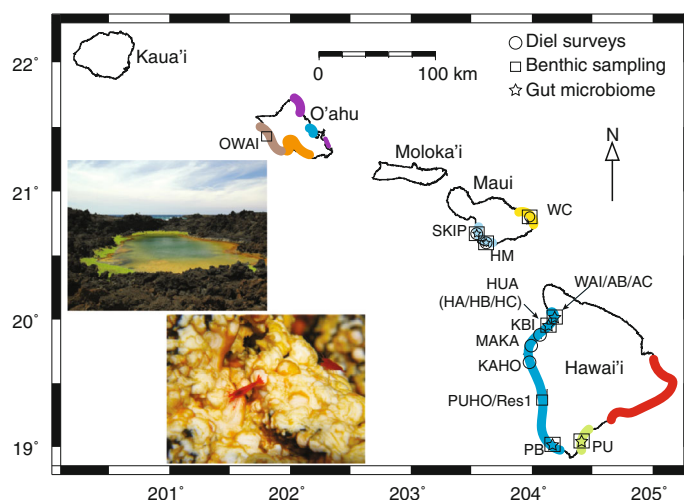 22˚
21˚
20˚
19˚
201˚
202˚
203˚
204˚
205˚
Kaua'i
O'ahu
OWAI
0 100 km
Diel surveys
Benthic sampling
Gut microbiome
N
Moloka'i
Maui
WC
SKIP
HM
HUA
(HA/HB/HC)
WAI/AB/AC
KBI
MAKA
KAHO
Hawai'i
PUHO/Res1
PB
PU